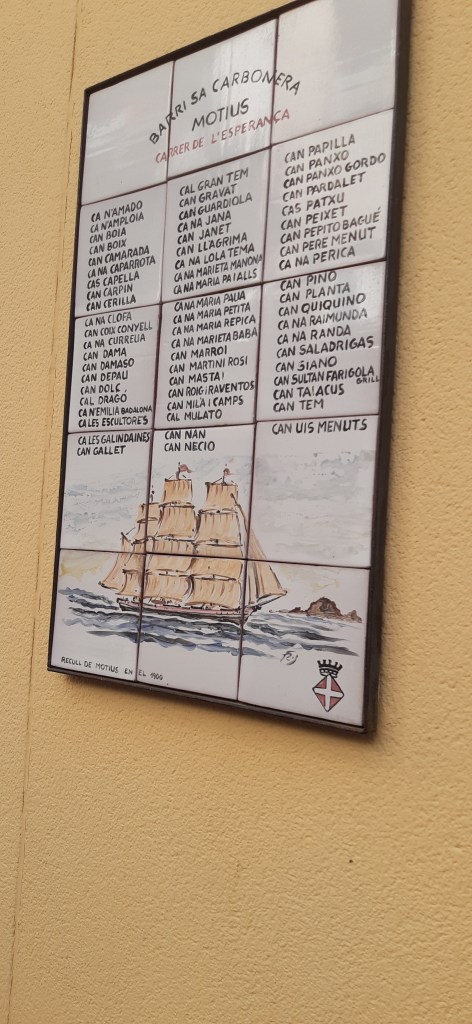 BARRI SA CARBONERA
MOTIUS
CARRER DE L'ESPERANÇA
CA N'AMADO
CA N'AMPLOIA
CAN BOIA
CAN BOIX
CAN CAMARADA
CA NA CAPARROTA
CAS CAPELLA
CAN CARPIN
CAN CERILLA
CA NA CLOFA
CAN COIX CONYELL
CA NA CURREUA
CAN DAMA
CAN DAMASO
CAN DEPAU
CAN DOLÇ
CAL DRAGO
CA N'EMILIA BADALONA
CA LES ESCULTORES
CA LES GALINDAINES
CAN GALLET
CAL GRAN TEM
CAN GRAVAT
CAN GUARDIOLA
CA NA JANA
CAN JANET
CAN LLAGRIMA
CA NA LOLA TEMA
CA NA MARIETA MANONA
CA NA MARIA PAIALLS
CA NA MARIA PAUA
CA NA MARIA PETITA
CA NA MARIA REPICA
CA NA MARIETA BABA
CAN MARROI
CAN MARTINI ROSI
CAN MASTAI
CAN ROIG I RAVENTOS
CAN MILÀ I CAMPS
CAL MULATO
CAN NAN
CAN NECIO
CAN PAPILLA
CAN PANXO
CAN PANXO GORDO
CAN PARDALET
CAS PATXU
CAN PEIXET
CAN PEPITO BAGUÉ
CAN PERE MENUT
CA NA PERICA
CAN PINO
CAN PLANTA
CAN QUIQUINO
CA NA RAIMUNDA
CA NA RANDA
CAN SALADRIGAS
CAN SIANO
CAN SULTAN FARIGOLA GRILL
CAN TAIACUS
CAN TEM
CAN UIS MENUTS
RECULL DE MOTIUS EN EL 1900